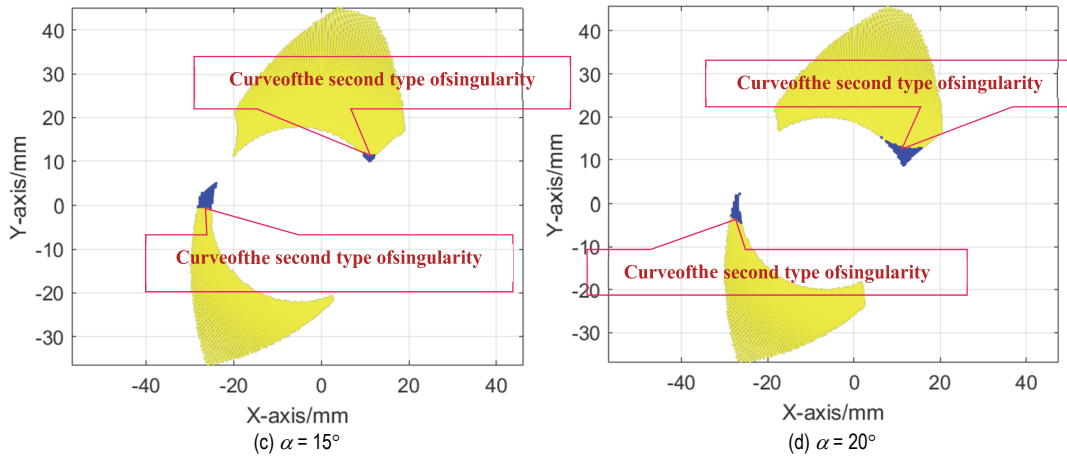 40
30
20
10
0
-10
-20
-30
Y-axis/mm
Curveofthe second type ofsingularity
Curveofthe second type ofsingularity
-40 -20 0 20 40
X-axis/mm
(c) α = 15°
40
30
20
10
0
-10
-20
-30
Y-axis/mm
Curveofthe second type ofsingularity
Curveofthe second type ofsingularity
-40 -20 0 20 40
X-axis/mm
(d) α = 20°